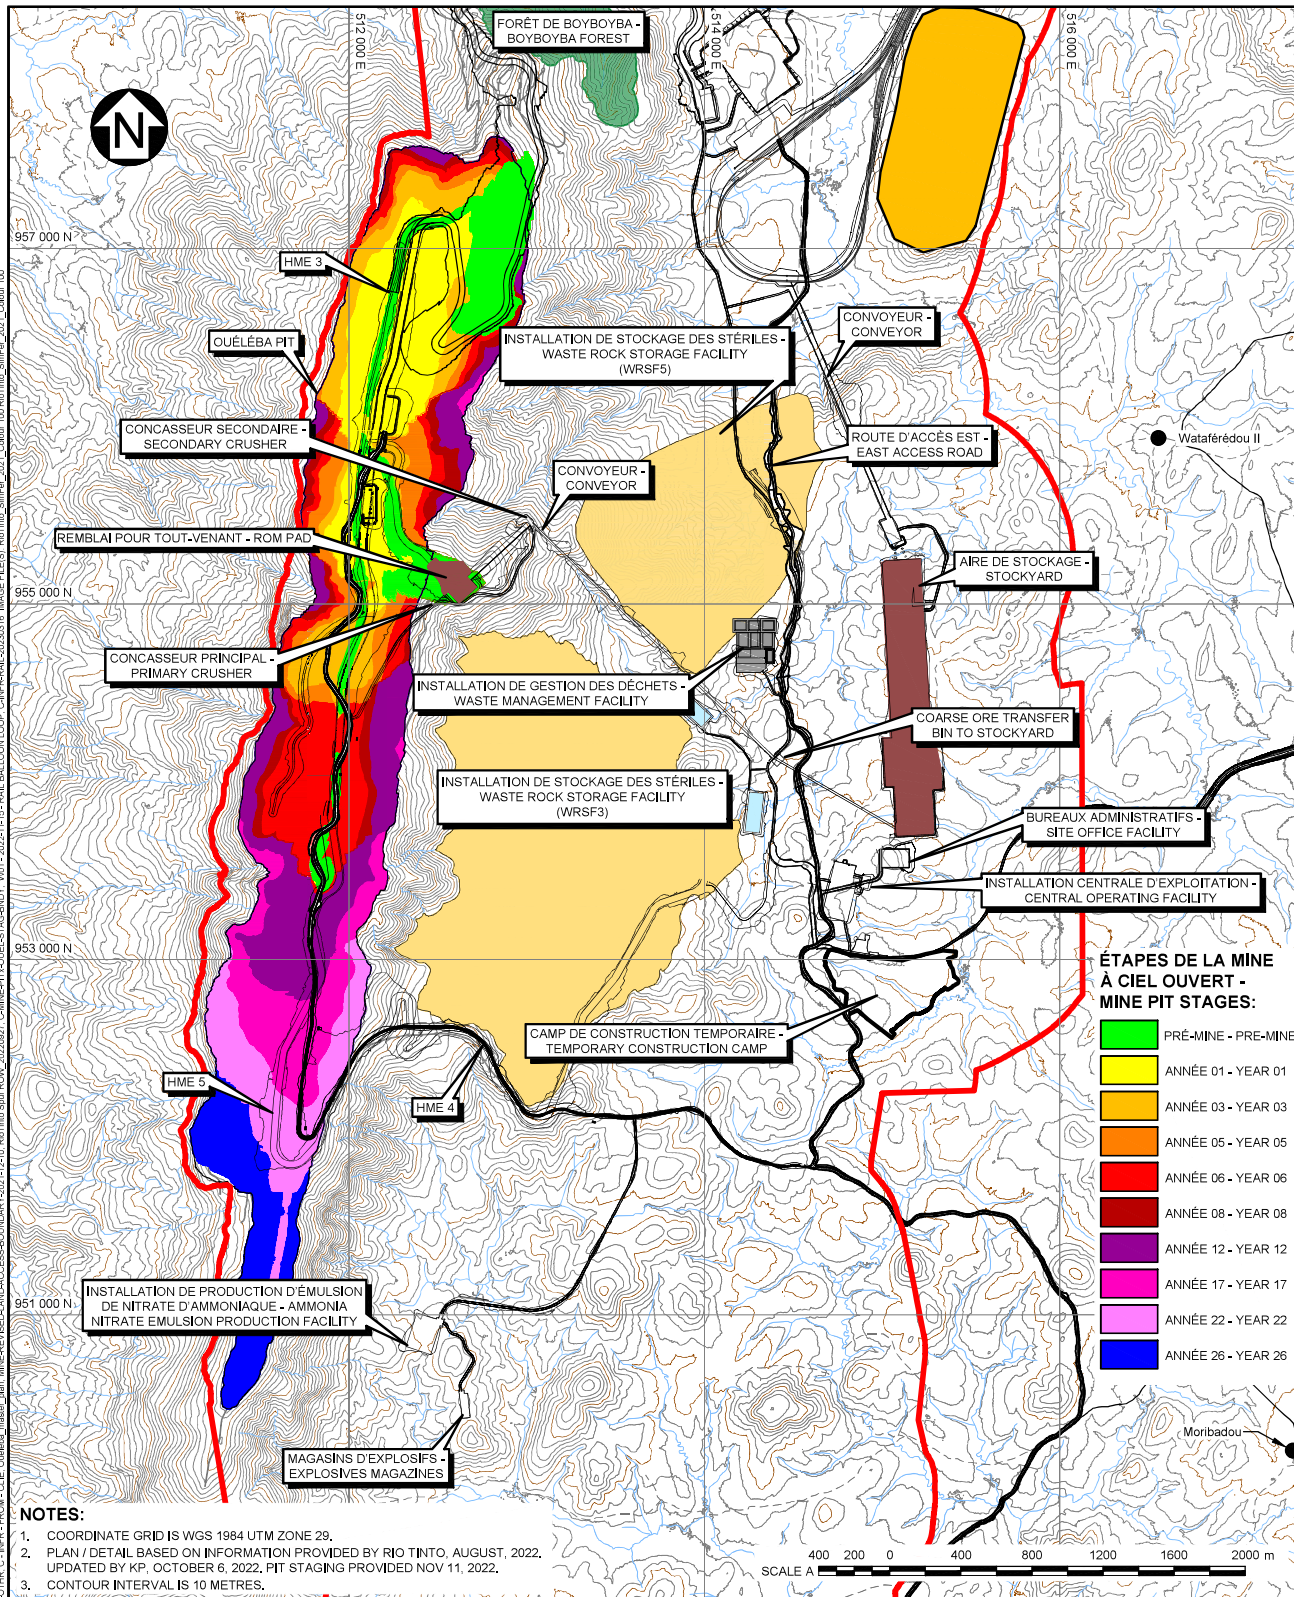 FORÊT DE BOYBOYBA -
BOYBOYBA FOREST
512 000 E
514 000 E
516 000 E
N
957 000 N
HME 3
CONVOYEUR -
CONVEYOR
OUÉLÉBA PIT
INSTALLATION DE STOCKAGE DES STÉRILES -
WASTE ROCK STORAGE FACILITY
(WRSF5)
CONCASSEUR SECONDAIRE -
SECONDARY CRUSHER
ROUTE D'ACCÈS EST -
EAST ACCESS ROAD
Wataférédou II
CONVOYEUR -
CONVEYOR
REMBLAI POUR TOUT-VENANT - ROM PAD
AIRE DE STOCKAGE -
STOCKYARD
955 000 N
CONCASSEUR PRINCIPAL -
PRIMARY CRUSHER
INSTALLATION DE GESTION DES DÉCHETS -
WASTE MANAGEMENT FACILITY
COARSE ORE TRANSFER
BIN TO STOCKYARD
INSTALLATION DE STOCKAGE DES STÉRILES -
WASTE ROCK STORAGE FACILITY
(WRSF3)
BUREAUX ADMINISTRATIFS -
SITE OFFICE FACILITY
INSTALLATION CENTRALE D'EXPLOITATION -
CENTRAL OPERATING FACILITY
953 000 N
CAMP DE CONSTRUCTION TEMPORAIRE -
TEMPORARY CONSTRUCTION CAMP
HME 5
HME 4
ÉTAPES DE LA MINE
À CIEL OUVERT -
MINE PIT STAGES:
PRÉ-MINE - PRE-MINE
ANNÉE 01 - YEAR 01
ANNÉE 03 - YEAR 03
ANNÉE 05 - YEAR 05
ANNÉE 06 - YEAR 06
ANNÉE 08 - YEAR 08
ANNÉE 12 - YEAR 12
ANNÉE 17 - YEAR 17
ANNÉE 22 - YEAR 22
ANNÉE 26 - YEAR 26
INSTALLATION DE PRODUCTION D'ÉMULSION
DE NITRATE D'AMMONIAQUE - AMMONIA
NITRATE EMULSION PRODUCTION FACILITY
951 000 N
MAGASINS D'EXPLOSIFS -
EXPLOSIVES MAGAZINES
Moribadou
NOTES:
1. COORDINATE GRID IS WGS 1984 UTM ZONE 29.
2. PLAN / DETAIL BASED ON INFORMATION PROVIDED BY RIO TINTO, AUGUST, 2022.
UPDATED BY KP, OCTOBER 6, 2022. PIT STAGING PROVIDED NOV 11, 2022.
3. CONTOUR INTERVAL IS 10 METRES.
SCALE A
400 200 0 400 800 1200 1600 2000 m